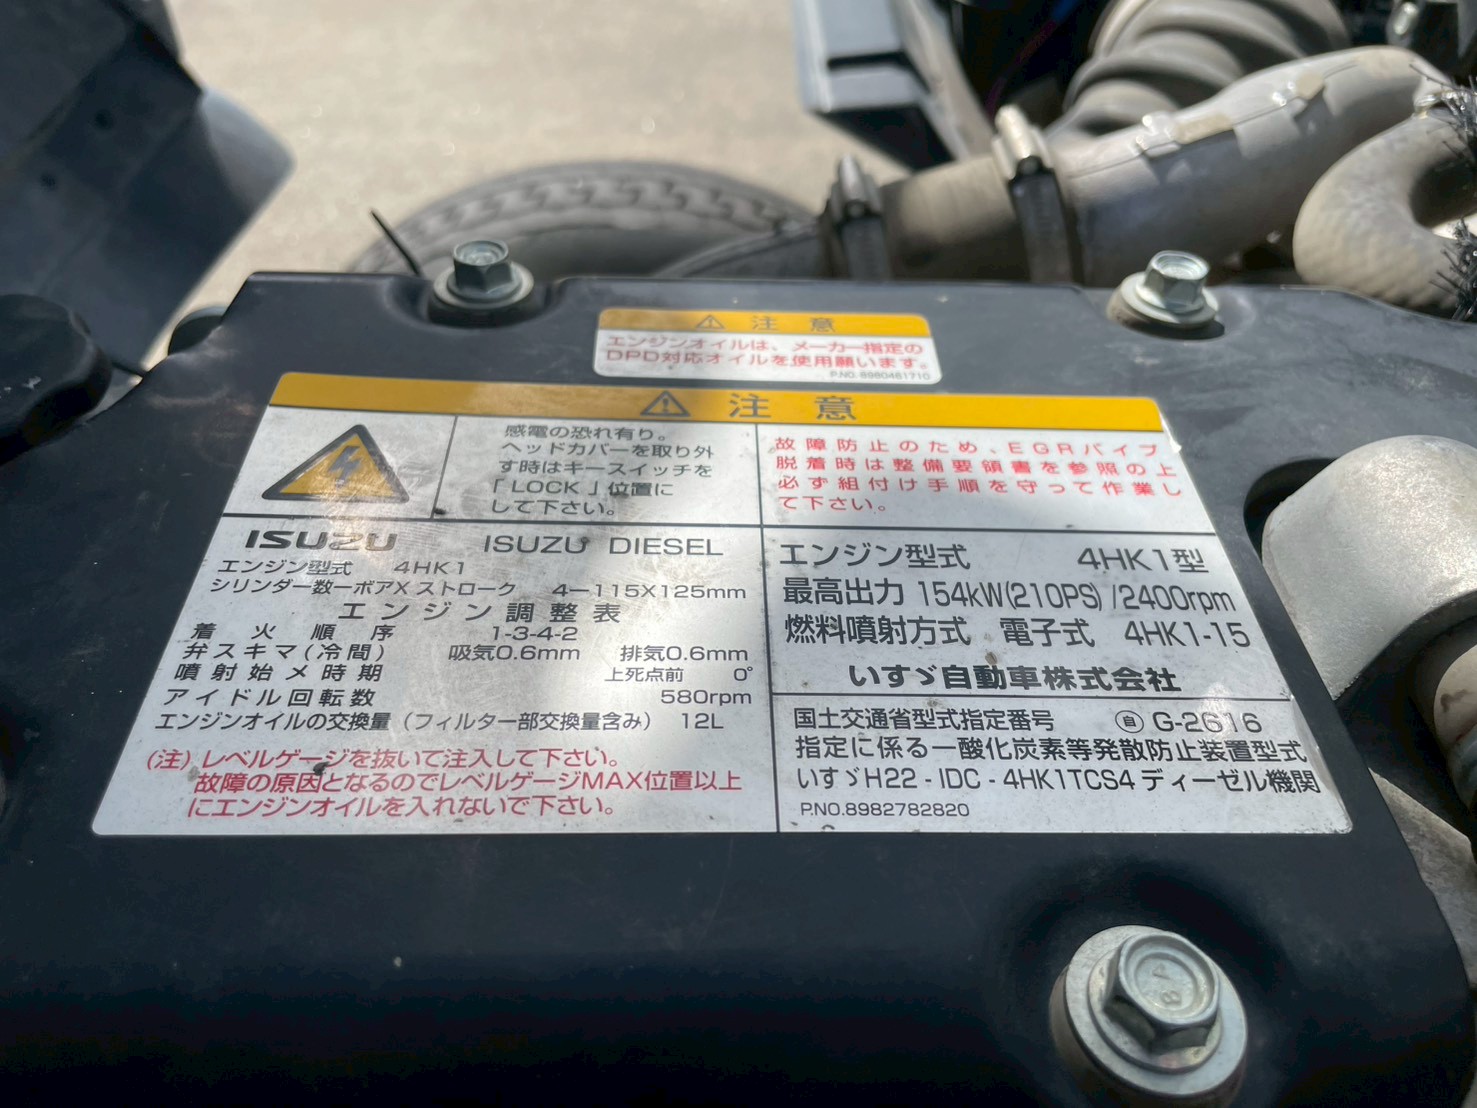 注意
エンジンオイルは、メーカー指定の
DPD対応オイルを使用願います。
P.NO. 8980461710
注意
感電の恐れ有り。
ヘッドカバーを取り外
す時はキースイッチを
「LOCK」位置に
して下さい。
故障防止のため、EGRパイプ
脱着時は整備要領書を参照の上
必ず組付け手順を守って作業し
て下さい。
ISUZU ISUZU DIESEL
エンジン型式 4HK1
シリンダー数ーボアXストローク 4ー115X125mm
エンジン調整表
着火順序 1-3-4-2
弁スキマ(冷間) 吸気0.6mm 排気0.6mm
噴射始メ時期 上死点前 0°
アイドル回転数 580rpm
エンジンオイルの交換量(フィルター部交換量含み) 12L
(注)レベルゲージを抜いて注入して下さい。
故障の原因となるのでレベルゲージMAX位置以上
にエンジンオイルを入れないで下さい。
エンジン型式 4HK1型
最高出力 154kW(210PS)/2400rpm
燃料噴射方式 電子式 4HK1-15
いすゞ自動車株式会社
国土交通省型式指定番号 自 G-2616
指定に係る一酸化炭素等発散防止装置型式
いすゞH22-IDC-4HK1TCS4ディーゼル機関
P.NO.8982782820
8